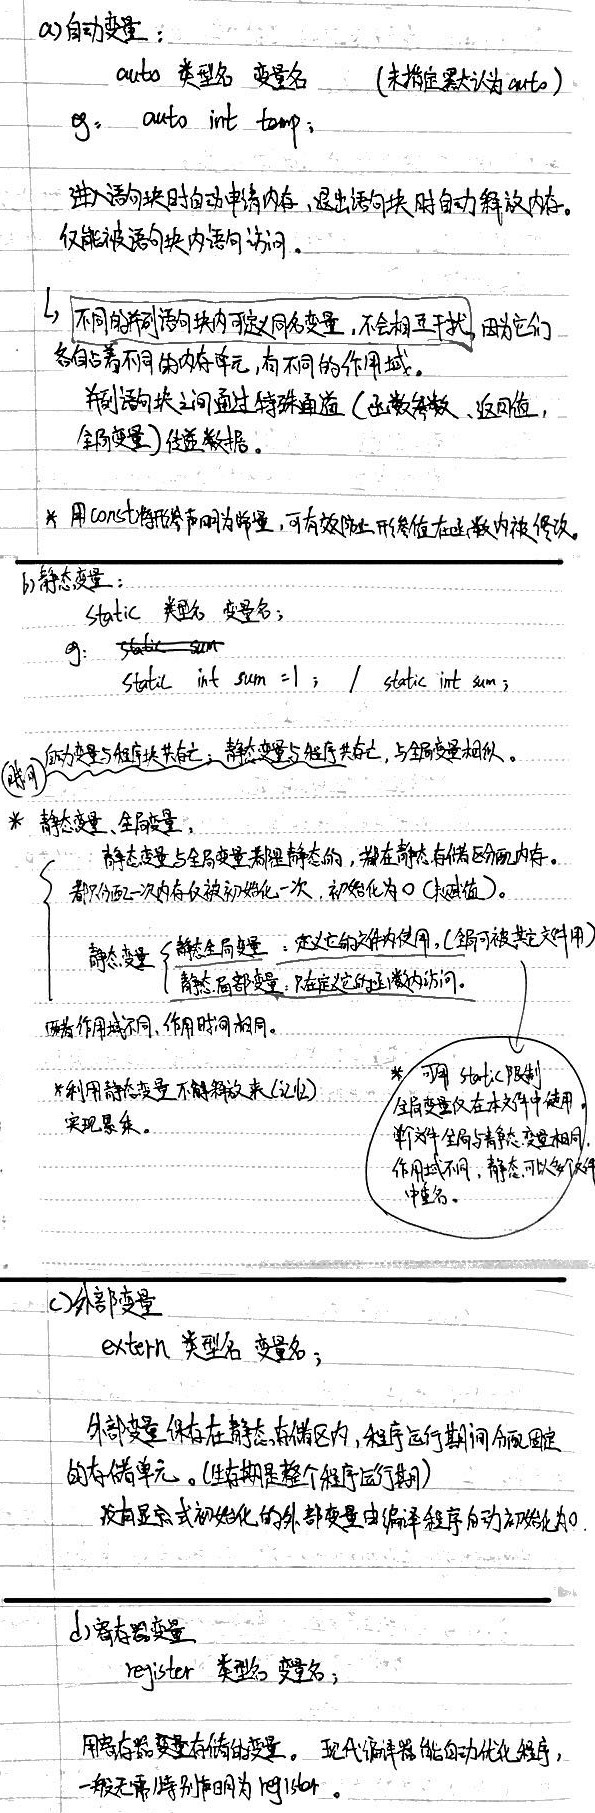 a) 自动变量：
auto 类型名 变量名 （未指定默认为auto）
eg： auto int temp；
进入语句块时自动申请内存、退出语句块时自动释放内存。
仅能被语句块内语句访问。
↳ 不同的并列语句块内可定义同名变量，不会相互干扰，因为它们
各自占着不同的内存单元，有不同的作用域。
并列语句块之间通过特殊通道（函数参数、返回值，
全局变量）传递数据。
* 用const将形参声明为常量，可有效防止形参值在函数内被修改。
b) 静态变量：
static 类型名 变量名；
eg： static sum
static int sum =1； / static int sum；
自动变量与程序块共存亡；静态变量与程序共存亡，与全局变量相似。
* 静态变量、全局变量，
静态变量与全局变量都是静态的，都在静态存储区分配内存。
都只分配一次内存仅被初始化一次，初始化为0（未赋值）。
静态变量
静态全局变量：定义它的文件内使用，（全局可被其它文件用）
静态局部变量：只在定义它的函数内访问。
两者作用域不同，作用时间相同。
*利用静态变量不解释放来（记忆）
实现累乘。
* 可用 static限制
全局变量仅在本文件中使用。
单个文件全局与静态变量相同，
作用域不同，静态可以多个文件
中重名。
c) 外部变量
extern 类型名 变量名；
外部变量保存在静态存储区内，程序运行期间分配固定
的存储单元。（生存期是整个程序运行期）
没有显示式初始化的外部变量由编译程序自动初始化为0.
d) 寄存器变量
register 类型名 变量名；
用寄存器变量存储的变量。现代编译器能自动优化程序，
一般无需特别声明为register。